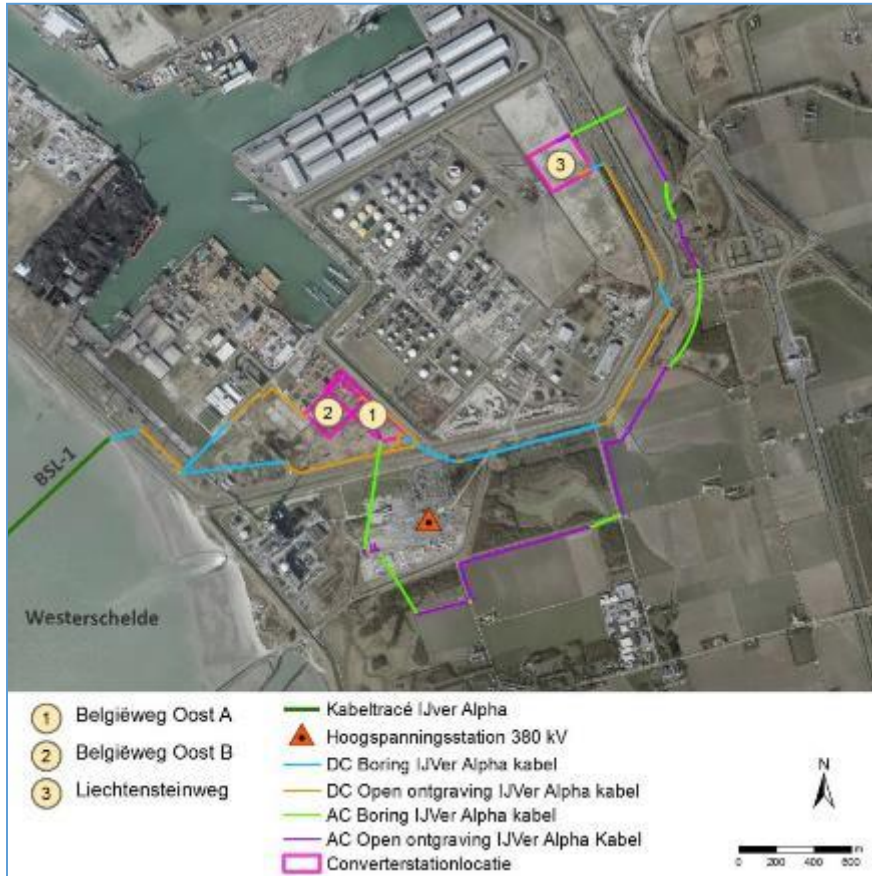 3
2
1
BSL-1
Westerschelde
1 Belgiëweg Oost A
2 Belgiëweg Oost B
3 Liechtensteinweg
Kabeltracé IJver Alpha
Hoogspanningsstation 380 kV
DC Boring IJVer Alpha kabel
DC Open ontgraving IJVer Alpha kabel
AC Boring IJVer Alpha kabel
AC Open ontgraving IJVer Alpha Kabel
Converterstationlocatie
N
m
0 200 400 600